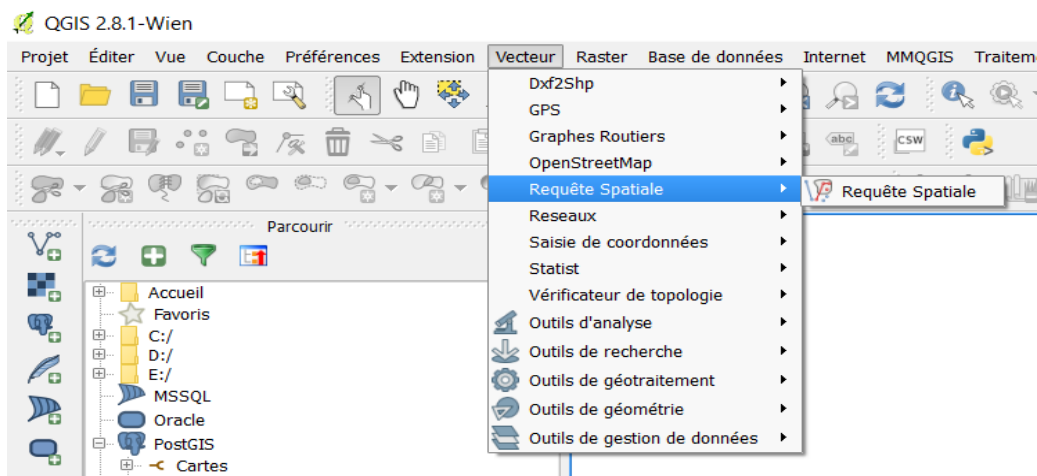 QGIS 2.8.1-Wien
Projet Éditer Vue Couche Préférences Extension Vecteur Raster Base de données Internet MMQGIS Traitem
Dxf2Shp
GPS
Graphes Routiers
OpenStreetMap
Requête Spatiale
Requête Spatiale
Reseaux
Saisie de coordonnées
Statist
Vérificateur de topologie
Outils d'analyse
Outils de recherche
Outils de géotraitement
Outils de géométrie
Outils de gestion de données
abc
CSW
Parcourir
Accueil
Favoris
C:/
D:/
E:/
MSSQL
Oracle
PostGIS
Cartes